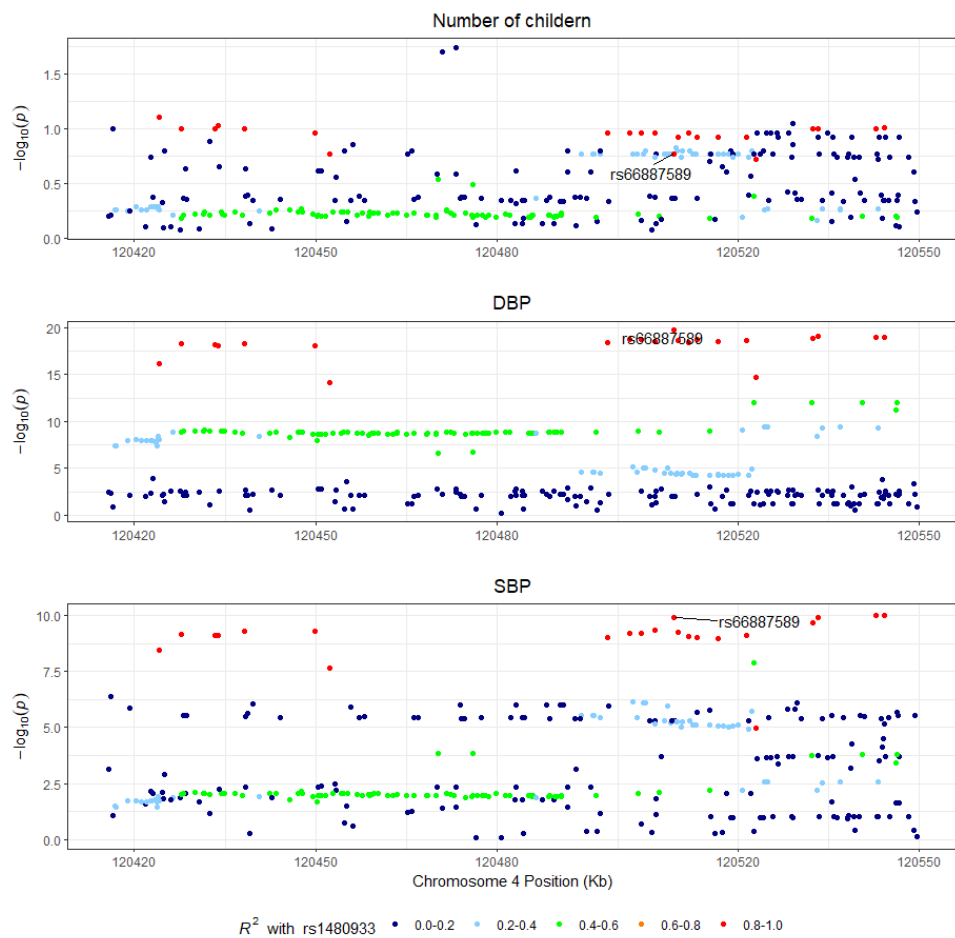 Number of childern
−log10(p)
1.5
1.0
0.5
0.0
rs66887589
120420 120450 120480 120520 120550
DBP
−log10(p)
20
15
10
5
0
rs66887589
120420 120450 120480 120520 120550
SBP
−log10(p)
10.0
7.5
5.0
2.5
0.0
rs66887589
120420 120450 120480 120520 120550
Chromosome 4 Position (Kb)
R² with rs1480933 0.0-0.2 0.2-0.4 0.4-0.6 0.6-0.8 0.8-1.0